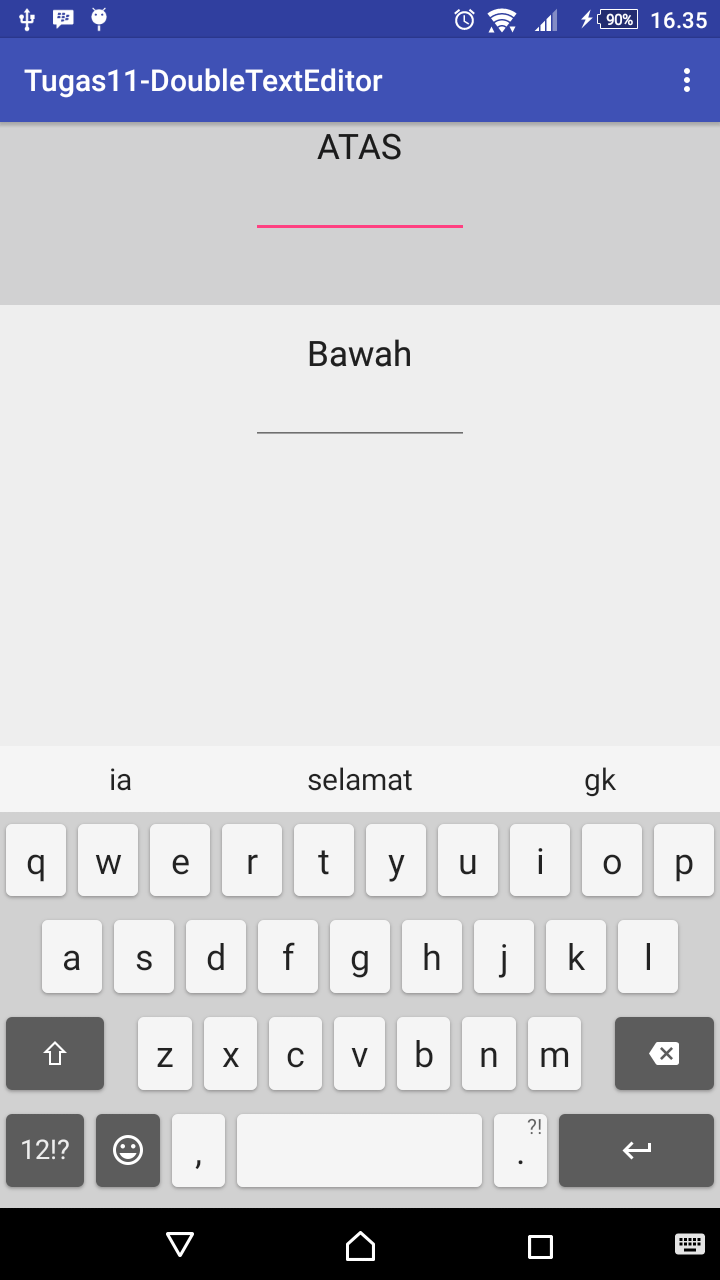 90% 16.35
Tugas11-DoubleTextEditor
ATAS
Bawah
ia selamat gk
q w e r t y u i o p
a s d f g h j k l
z x c v b n m
12!? , . ?!